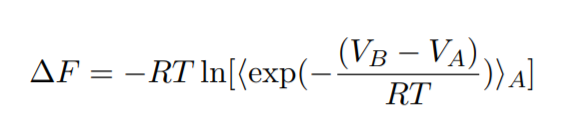 ΔF = −RT ln[⟨exp(−(V_B − V_A)/RT)⟩_A]